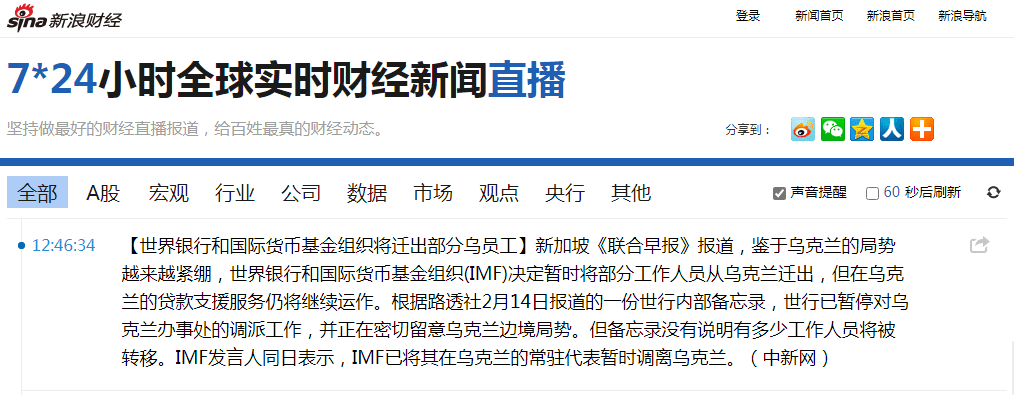 sina新浪财经
登录 新闻首页 新浪首页 新浪导航
7*24小时全球实时财经新闻直播
坚持做最好的财经直播报道，给百姓最真的财经动态。
分享到：
全部 A股 宏观 行业 公司 数据 市场 观点 央行 其他 声音提醒 60 秒后刷新
12:46:34 【世界银行和国际货币基金组织将迁出部分乌员工】新加坡《联合早报》报道，鉴于乌克兰的局势
越来越紧绷，世界银行和国际货币基金组织(IMF)决定暂时将部分工作人员从乌克兰迁出，但在乌克
兰的贷款支援服务仍将继续运作。根据路透社2月14日报道的一份世行内部备忘录，世行已暂停对乌
克兰办事处的调派工作，并正在密切留意乌克兰边境局势。但备忘录没有说明有多少工作人员将被
转移。IMF发言人同日表示，IMF已将其在乌克兰的常驻代表暂时调离乌克兰。（中新网）